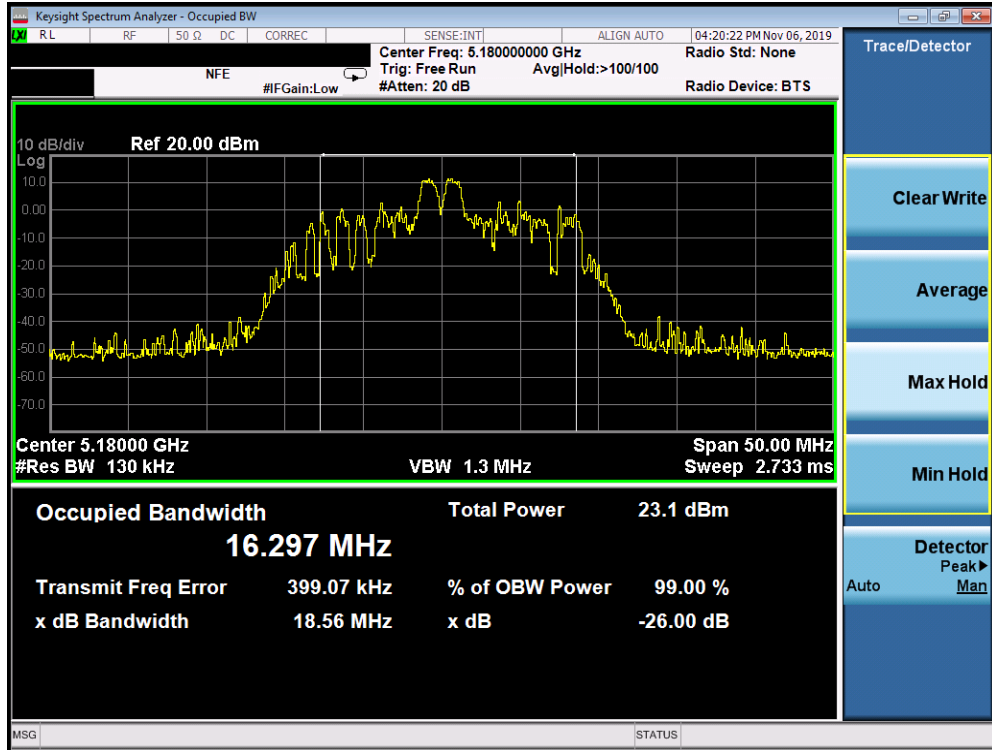 Keysight Spectrum Analyzer - Occupied BW
LXI RL RF 50 Ω DC CORREC SENSE:INT ALIGN AUTO 04:20:22 PM Nov 06, 2019
Center Freq: 5.180000000 GHz Radio Std: None
NFE Trig: Free Run Avg|Hold:>100/100
#IFGain:Low #Atten: 20 dB Radio Device: BTS
10 dB/div Ref 20.00 dBm
Log
10.0
0.00
-10.0
-20.0
-30.0
-40.0
-50.0
-60.0
-70.0
Center 5.18000 GHz Span 50.00 MHz
#Res BW 130 kHz VBW 1.3 MHz Sweep 2.733 ms
Occupied Bandwidth Total Power 23.1 dBm
16.297 MHz
Transmit Freq Error 399.07 kHz % of OBW Power 99.00 %
x dB Bandwidth 18.56 MHz x dB -26.00 dB
MSG STATUS
Trace/Detector
Clear Write
Average
Max Hold
Min Hold
Detector
Peak▶
Auto Man